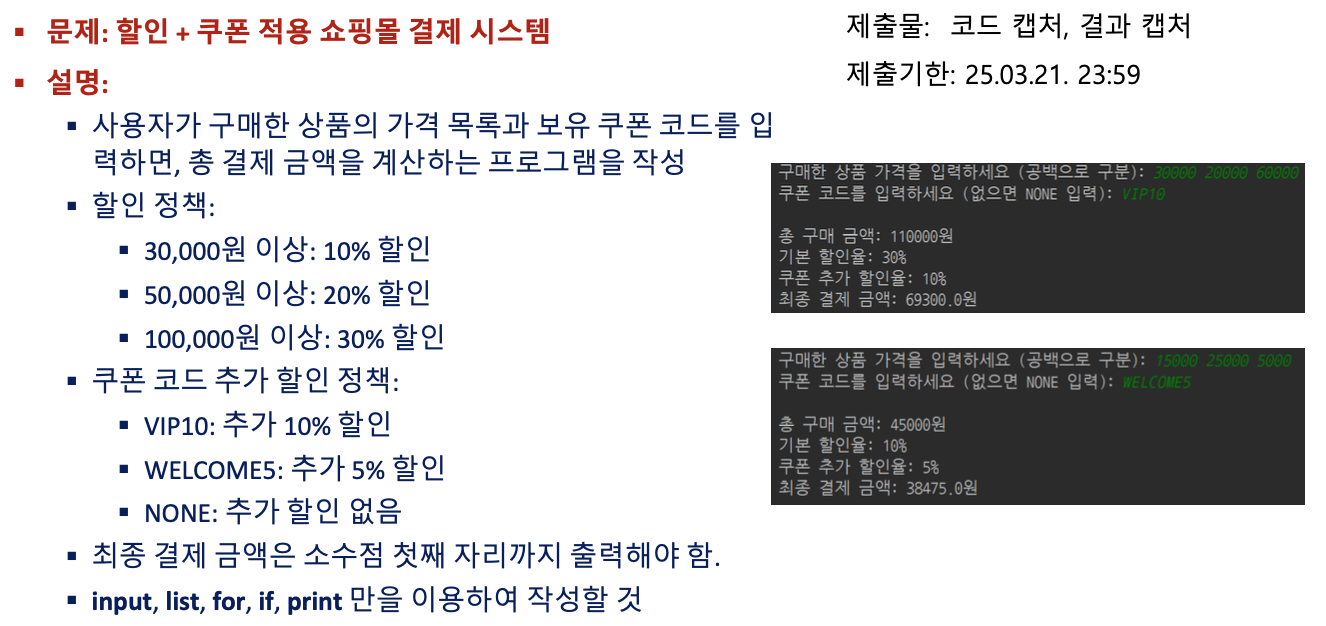 문제: 할인 + 쿠폰 적용 쇼핑몰 결제 시스템
설명:
사용자가 구매한 상품의 가격 목록과 보유 쿠폰 코드를 입
력하면, 총 결제 금액을 계산하는 프로그램을 작성
할인 정책:
30,000원 이상: 10% 할인
50,000원 이상: 20% 할인
100,000원 이상: 30% 할인
쿠폰 코드 추가 할인 정책:
VIP10: 추가 10% 할인
WELCOME5: 추가 5% 할인
NONE: 추가 할인 없음
최종 결제 금액은 소수점 첫째 자리까지 출력해야 함.
input, list, for, if, print 만을 이용하여 작성할 것
제출물: 코드 캡처, 결과 캡처
제출기한: 25.03.21. 23:59
구매한 상품 가격을 입력하세요 (공백으로 구분): 30000 20000 60000
쿠폰 코드를 입력하세요 (없으면 NONE 입력): VIP10
총 구매 금액: 110000원
기본 할인율: 30%
쿠폰 추가 할인율: 10%
최종 결제 금액: 69300.0원
구매한 상품 가격을 입력하세요 (공백으로 구분): 15000 25000 5000
쿠폰 코드를 입력하세요 (없으면 NONE 입력): WELCOME5
총 구매 금액: 45000원
기본 할인율: 10%
쿠폰 추가 할인율: 5%
최종 결제 금액: 38475.0원